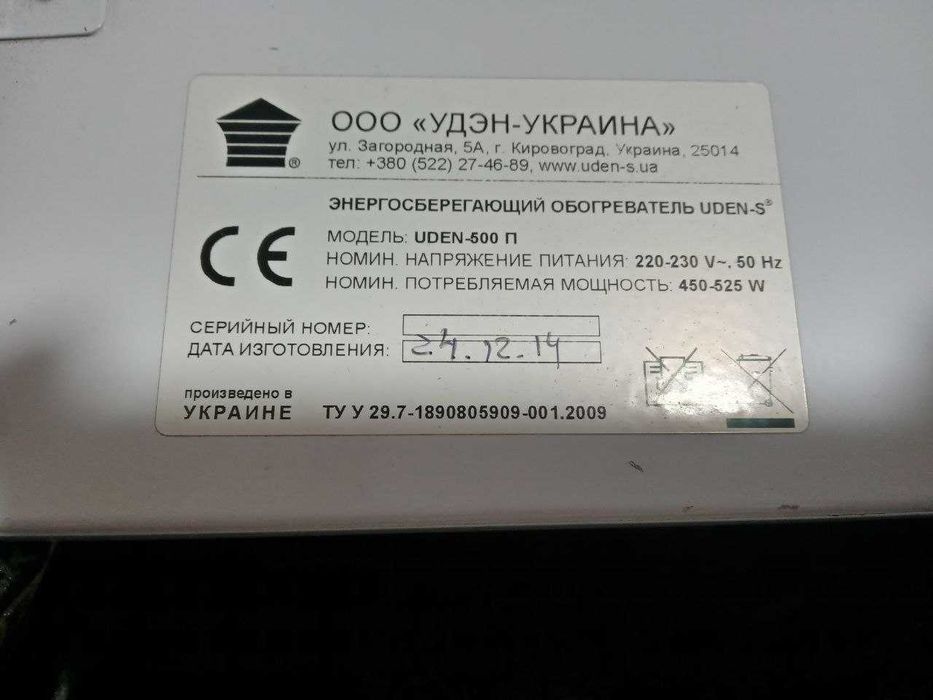 ООО «УДЭН-УКРАИНА»
ул. Загородная, 5А, г. Кировоград, Украина, 25014
тел: +380 (522) 27-46-89, www.uden-s.ua
®
ЭНЕРГОСБЕРЕГАЮЩИЙ ОБОГРЕВАТЕЛЬ UDEN-S®
CE
МОДЕЛЬ: UDEN-500 П
НОМИН. НАПРЯЖЕНИЕ ПИТАНИЯ: 220-230 V~, 50 Hz
НОМИН. ПОТРЕБЛЯЕМАЯ МОЩНОСТЬ: 450-525 W
СЕРИЙНЫЙ НОМЕР:
ДАТА ИЗГОТОВЛЕНИЯ: 24.12.14
произведено в
УКРАИНЕ ТУ У 29.7-1890805909-001.2009